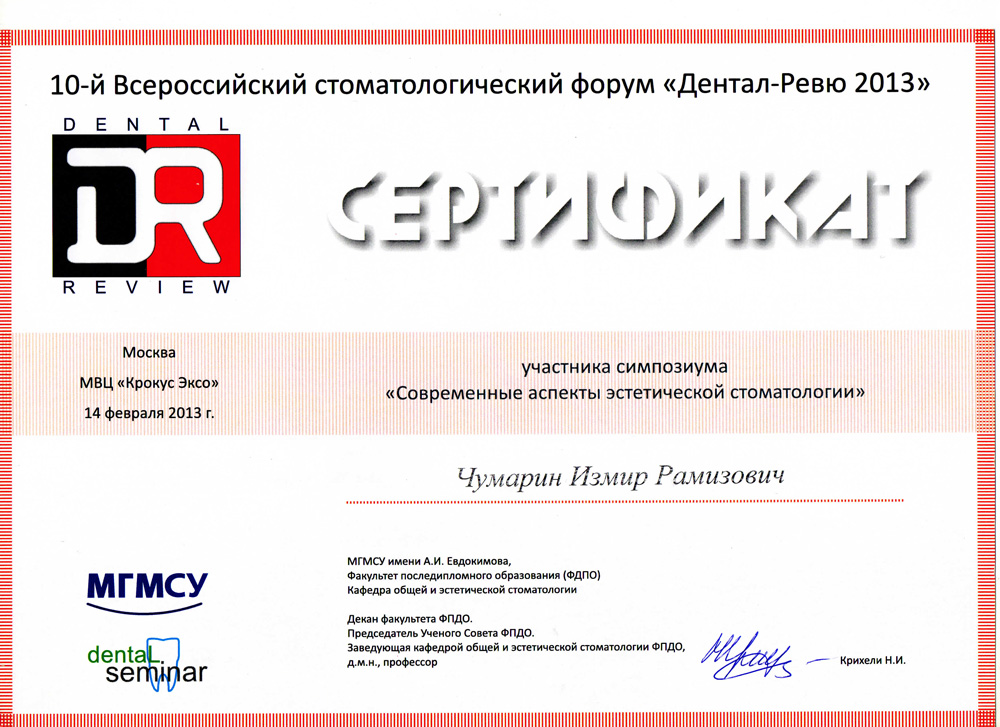 10-й Всероссийский стоматологический форум «Дентал-Ревю 2013»
DENTAL
DR
REVIEW
СЕРТИФИКАТ
Москва
МВЦ «Крокус Эксо»
14 февраля 2013 г.
участника симпозиума
«Современные аспекты эстетической стоматологии»
Чумарин Измир Рамизович
МГМСУ имени А.И. Евдокимова,
Факультет последипломного образования (ФДПО)
Кафедра общей и эстетической стоматологии
Декан факультета ФПДО.
Председатель Ученого Совета ФПДО.
Заведующая кафедрой общей и эстетической стоматологии ФПДО,
д.м.н., профессор
Крихели Н.И.
МГМСУ
dental
seminar